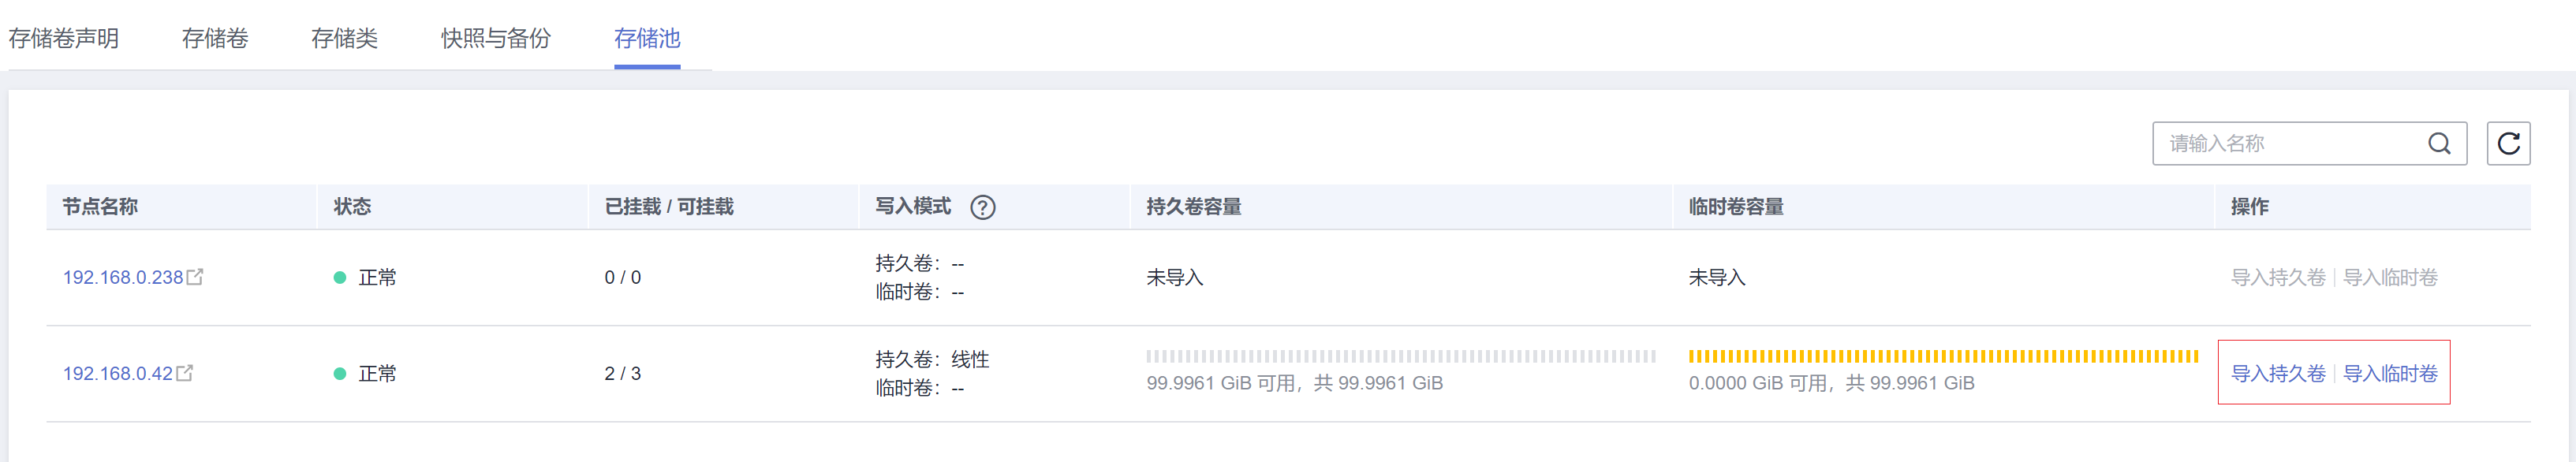 存储卷声明 存储卷 存储类 快照与备份 存储池
请输入名称
节点名称 状态 已挂载 / 可挂载 写入模式 ? 持久卷容量 临时卷容量 操作
192.168.0.238 正常 0 / 0 持久卷：-- 未导入 未导入 导入持久卷 | 导入临时卷
临时卷：--
192.168.0.42 正常 2 / 3 持久卷：线性 99.9961 GiB 可用，共 99.9961 GiB 0.0000 GiB 可用，共 99.9961 GiB 导入持久卷 | 导入临时卷
临时卷：--